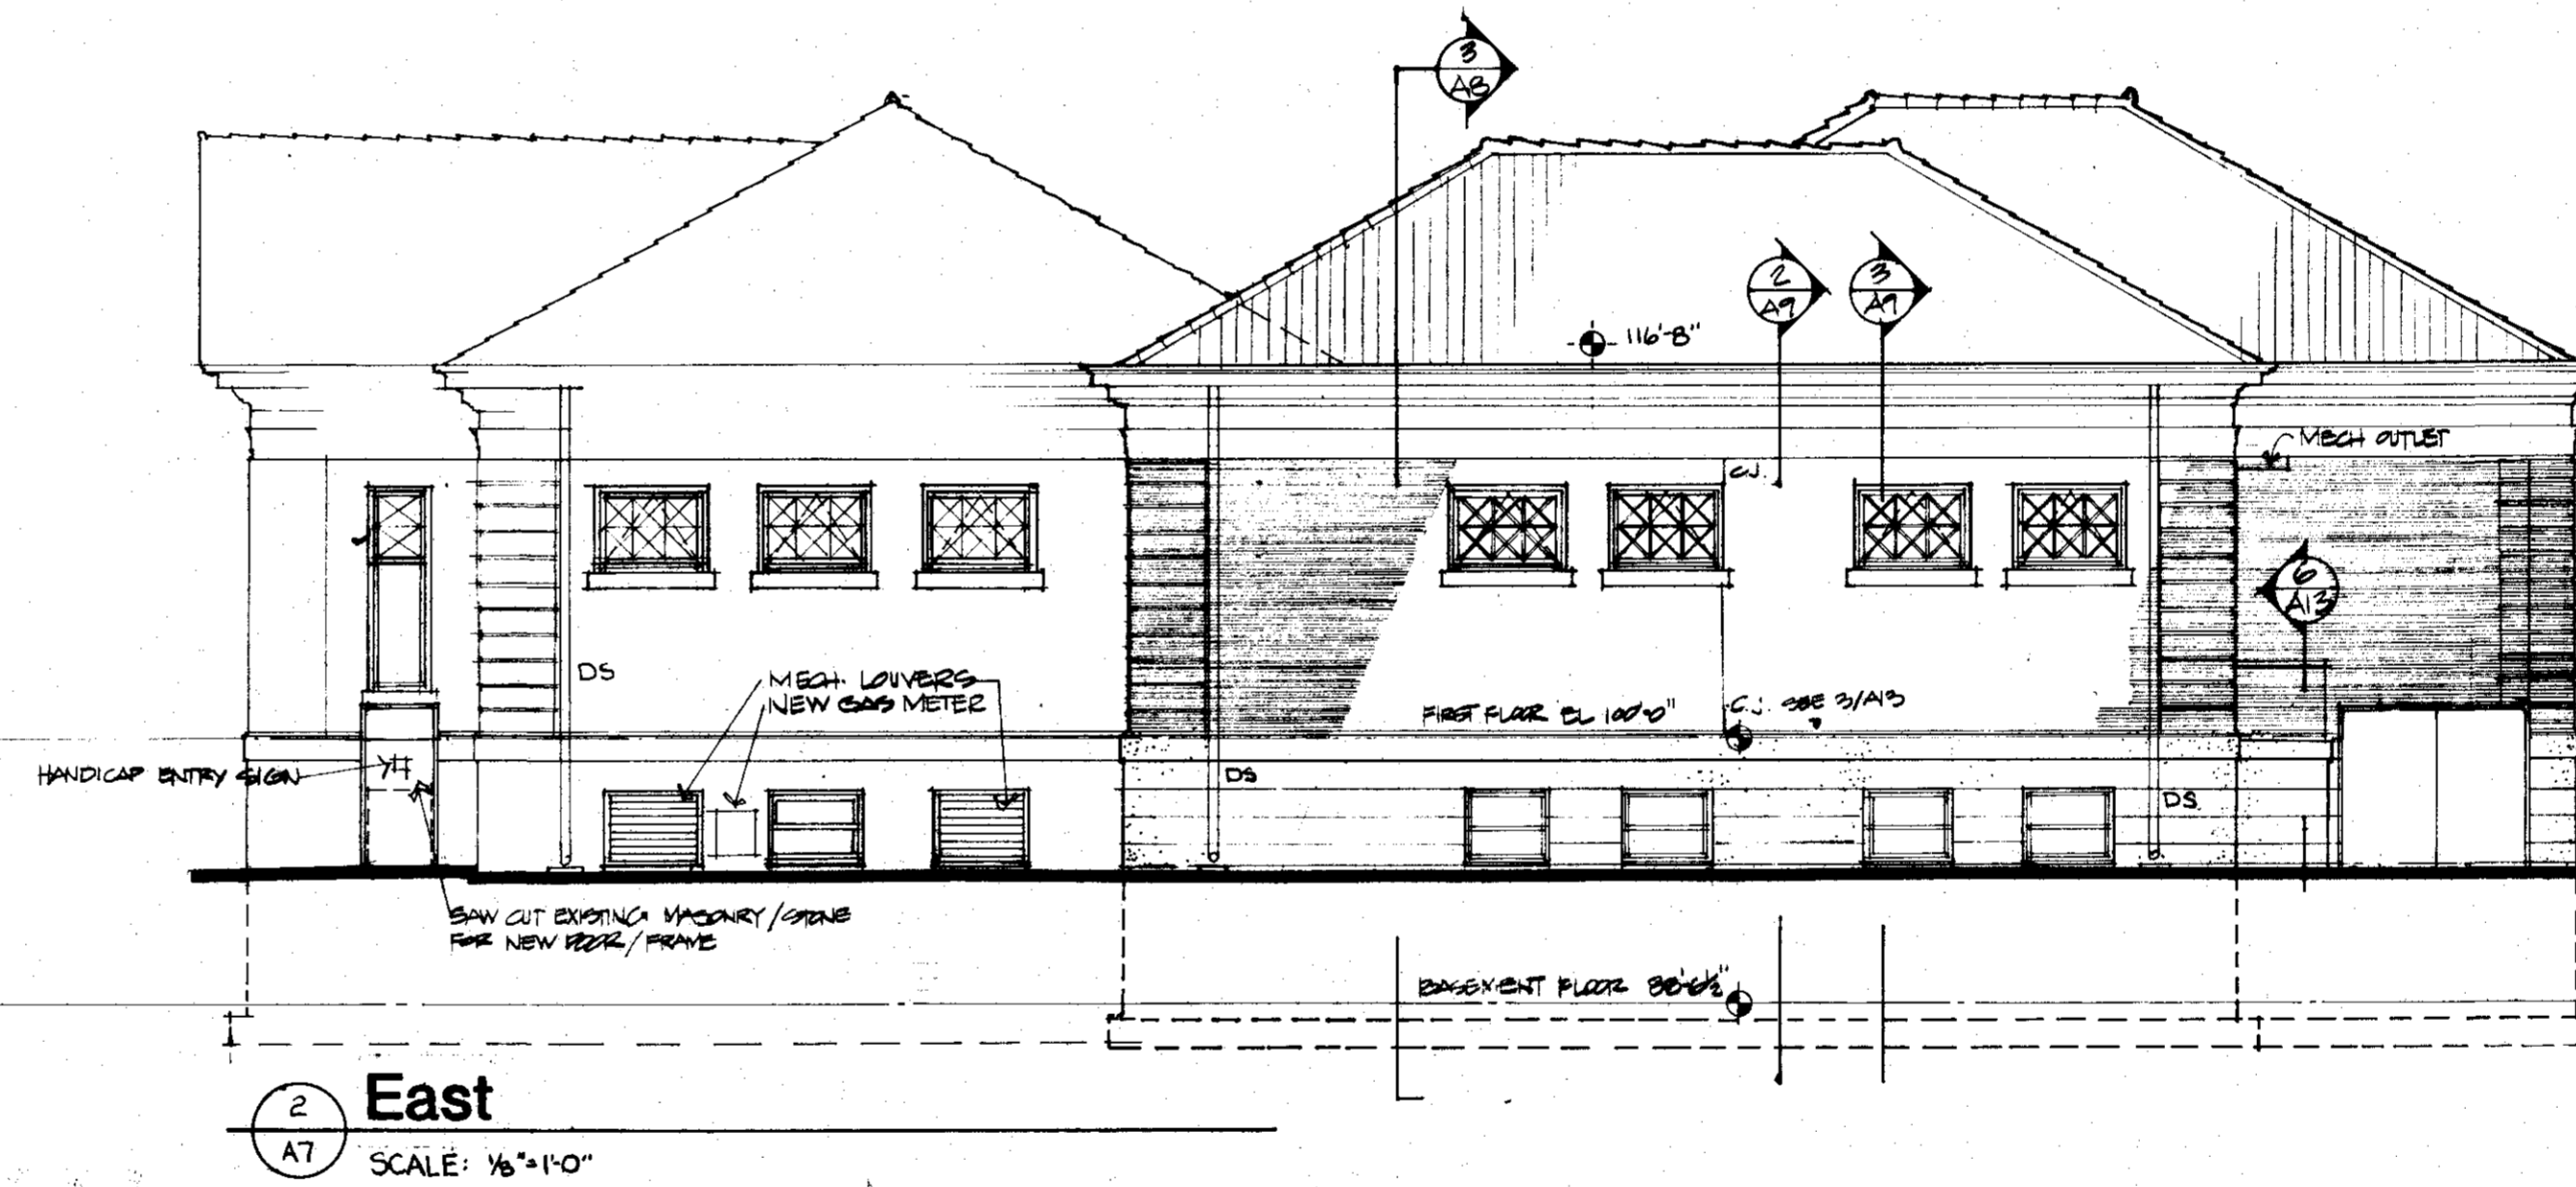 3
A8
2
A9
3
A9
116'-8"
MECH OUTLET
C.J.
6
A13
DS
MECH. LOUVERS
NEW GAS METER
FIRST FLOOR EL 100'-0"
C.J. SEE 3/A13
HANDICAP ENTRY SIGN
DS
DS
SAW CUT EXISTING MASONRY/STONE
FOR NEW DOOR/FRAME
BASEMENT FLOOR 88'-6½"
2
A7
East
SCALE: ⅛"=1'-0"